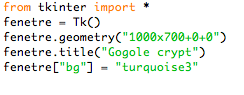 from tkinter import *
fenetre = Tk()
fenetre.geometry("1000x700+0+0")
fenetre.title("Gogole crypt")
fenetre["bg"] = "turquoise3"